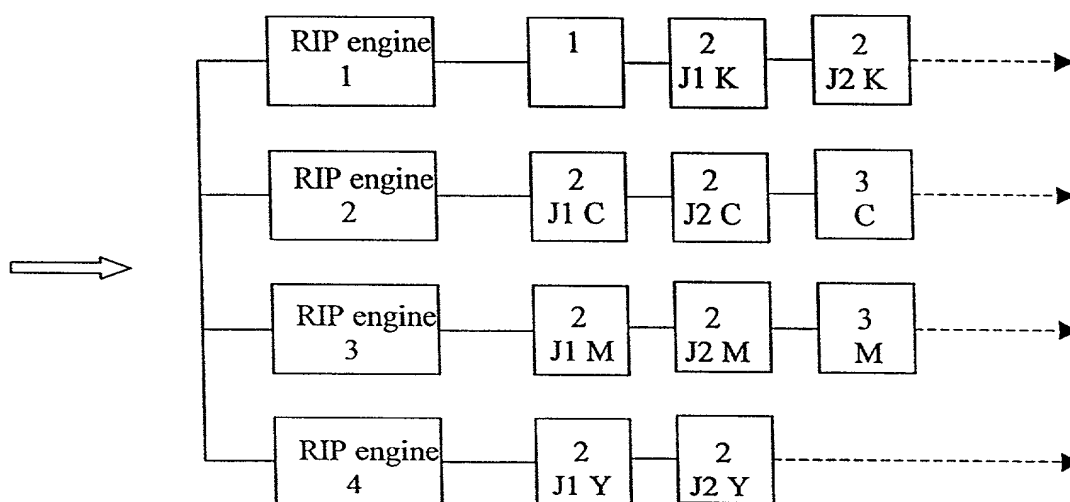 RIP engine
1
1
2
J1 K
2
J2 K
RIP engine
2
2
J1 C
2
J2 C
3
C
RIP engine
3
2
J1 M
2
J2 M
3
M
RIP engine
4
2
J1 Y
2
J2 Y